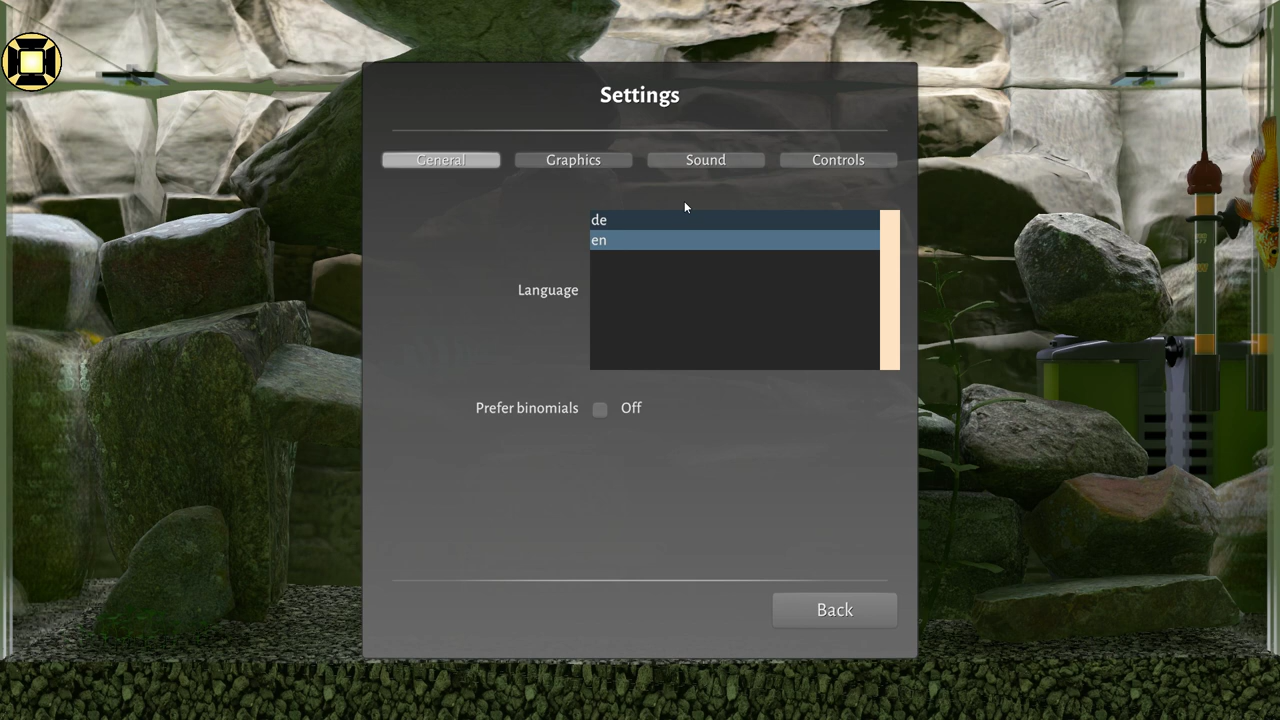 Settings
General Graphics Sound Controls
de
en
Language
Prefer binomials Off
Back